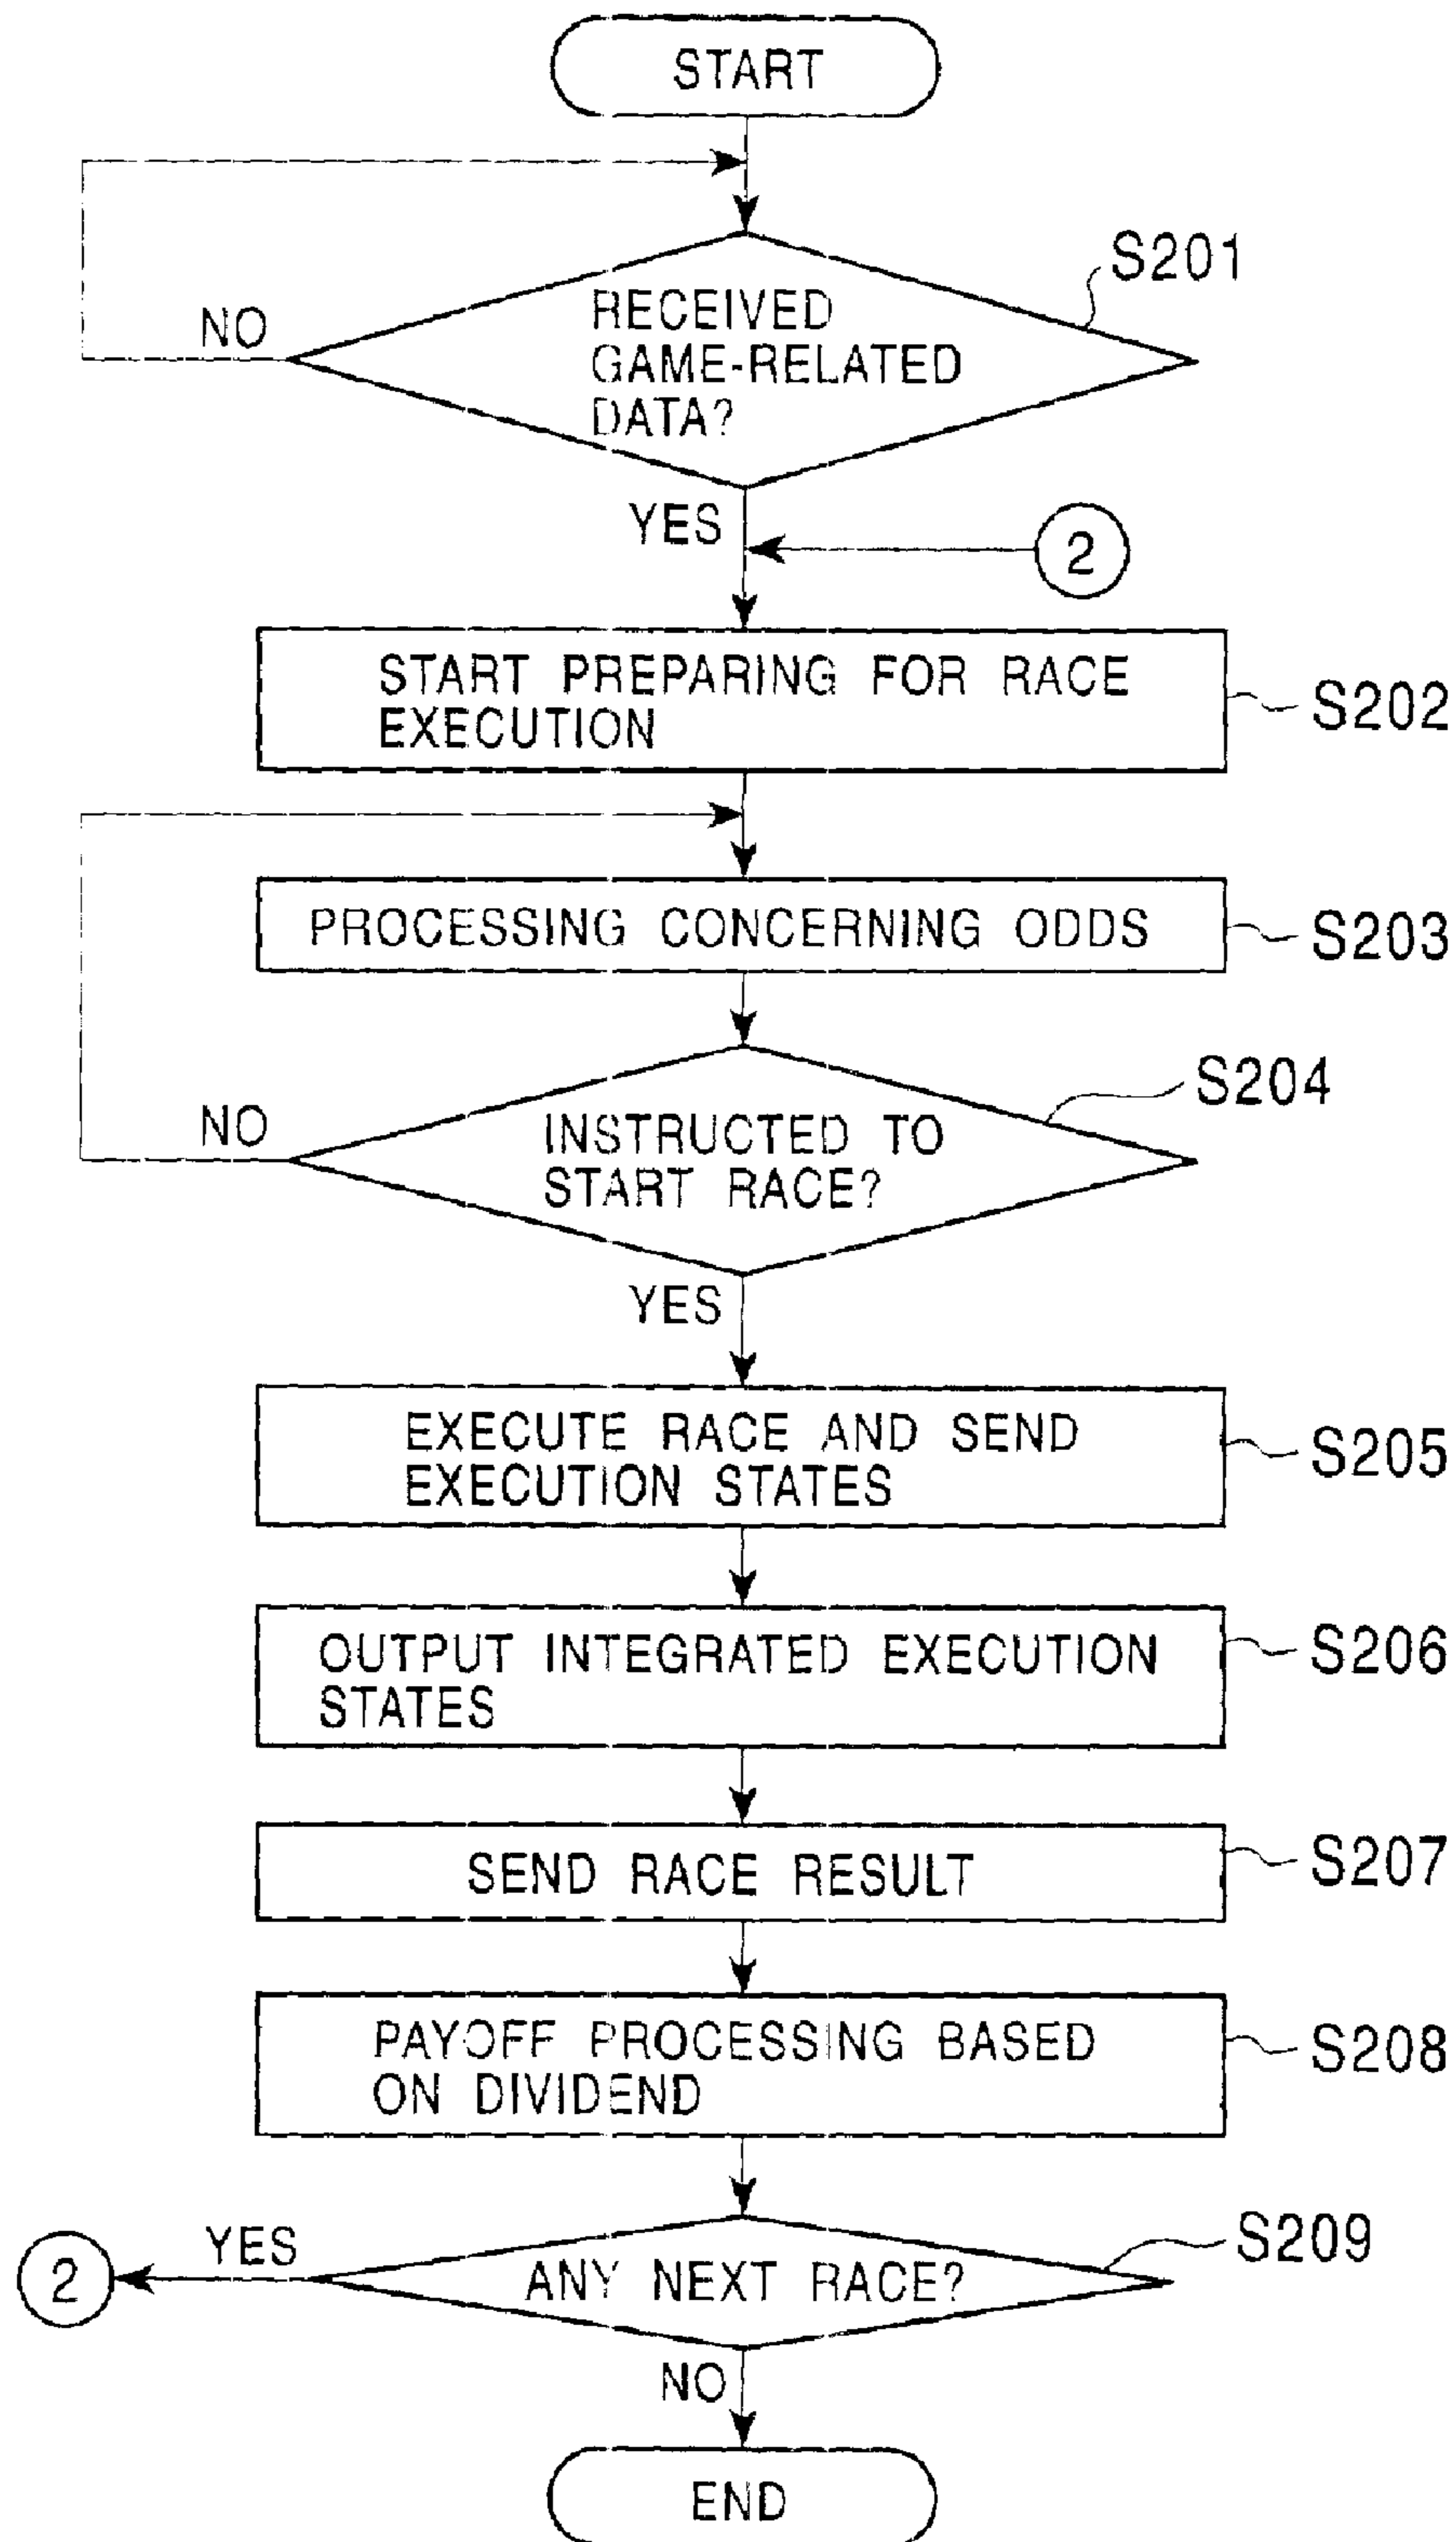 START
S201
NO
RECEIVED
GAME-RELATED
DATA?
YES
2
START PREPARING FOR RACE
EXECUTION
S202
PROCESSING CONCERNING ODDS
S203
S204
NO
INSTRUCTED TO
START RACE?
YES
EXECUTE RACE AND SEND
EXECUTION STATES
S205
OUTPUT INTEGRATED EXECUTION
STATES
S206
SEND RACE RESULT
S207
PAYOFF PROCESSING BASED
ON DIVIDEND
S208
S209
2
YES
ANY NEXT RACE?
NO
END